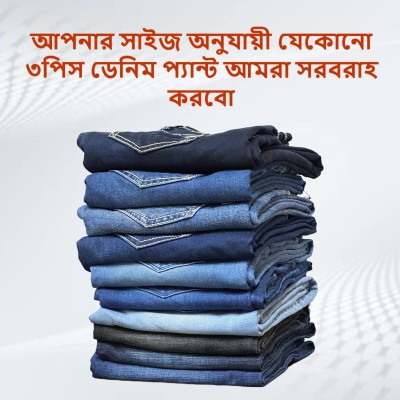 আপনার সাইজ অনুযায়ী যেকোনো
৩পিস ডেনিম প্যান্ট আমরা সরবরাহ
করবো